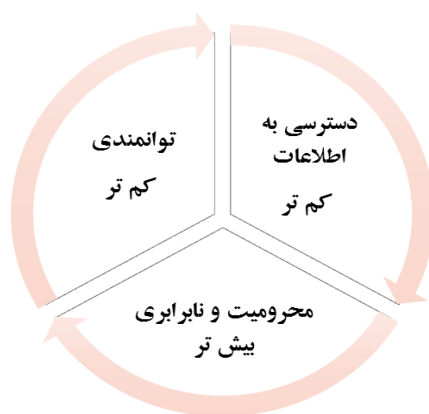 دسترسی به
اطلاعات
کم تر
توانمندی
کم تر
محرومیت و نابرابری
بیش تر